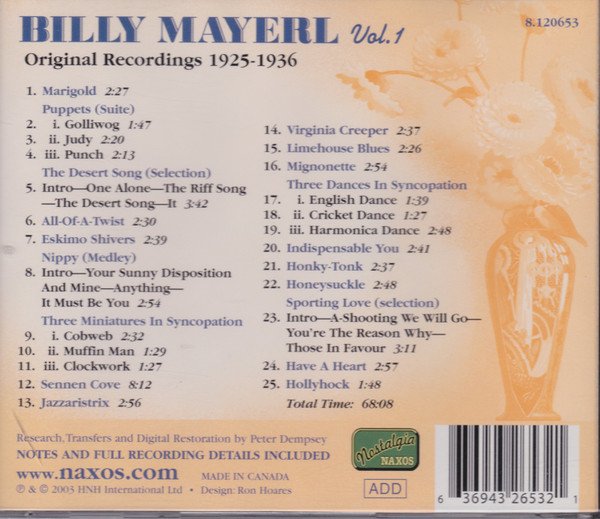 BILLY MAYERL Vol.1
8.120653
Original Recordings 1925-1936
1. Marigold 2:27
Puppets (Suite)
2. i. Golliwog 1:47
3. ii. Judy 2:20
4. iii. Punch 2:13
The Desert Song (Selection)
5. Intro—One Alone—The Riff Song
—The Desert Song—It 3:42
6. All-Of-A-Twist 2:30
7. Eskimo Shivers 2:39
Nippy (Medley)
8. Intro—Your Sunny Disposition
And Mine—Anything—
It Must Be You 2:54
Three Miniatures In Syncopation
9. i. Cobweb 2:32
10. ii. Muffin Man 1:29
11. iii. Clockwork 1:27
12. Sennen Cove 8:12
13. Jazzaristrix 2:56
14. Virginia Creeper 2:37
15. Limehouse Blues 2:26
16. Mignonette 2:54
Three Dances In Syncopation
17. i. English Dance 1:39
18. ii. Cricket Dance 1:27
19. iii. Harmonica Dance 2:48
20. Indispensable You 2:41
21. Honky-Tonk 2:37
22. Honeysuckle 2:48
Sporting Love (selection)
23. Intro—A-Shooting We Will Go—
You're The Reason Why—
Those In Favour 3:11
24. Have A Heart 2:57
25. Hollyhock 1:48
Total Time: 68:08
Research, Transfers and Digital Restoration by Peter Dempsey
NOTES AND FULL RECORDING DETAILS INCLUDED
www.naxos.com MADE IN CANADA
℗ & © 2003 HNH International Ltd • Design: Ron Hoares
Nostalgia
NAXOS
ADD
6 36943 26532 1